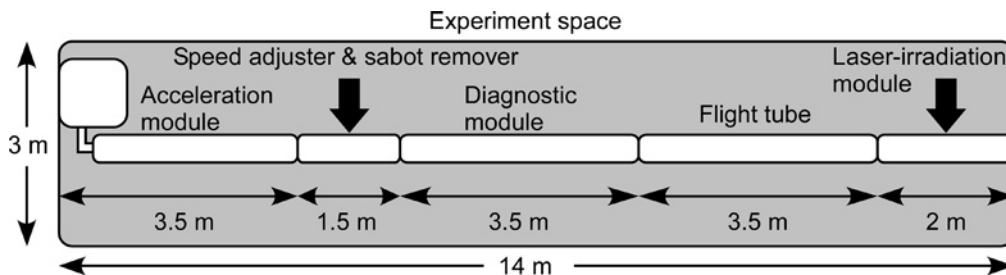 Experiment space
Speed adjuster & sabot remover
Laser-irradiation
module
Acceleration
module
Diagnostic
module
Flight tube
3 m
3.5 m
1.5 m
3.5 m
3.5 m
2 m
14 m